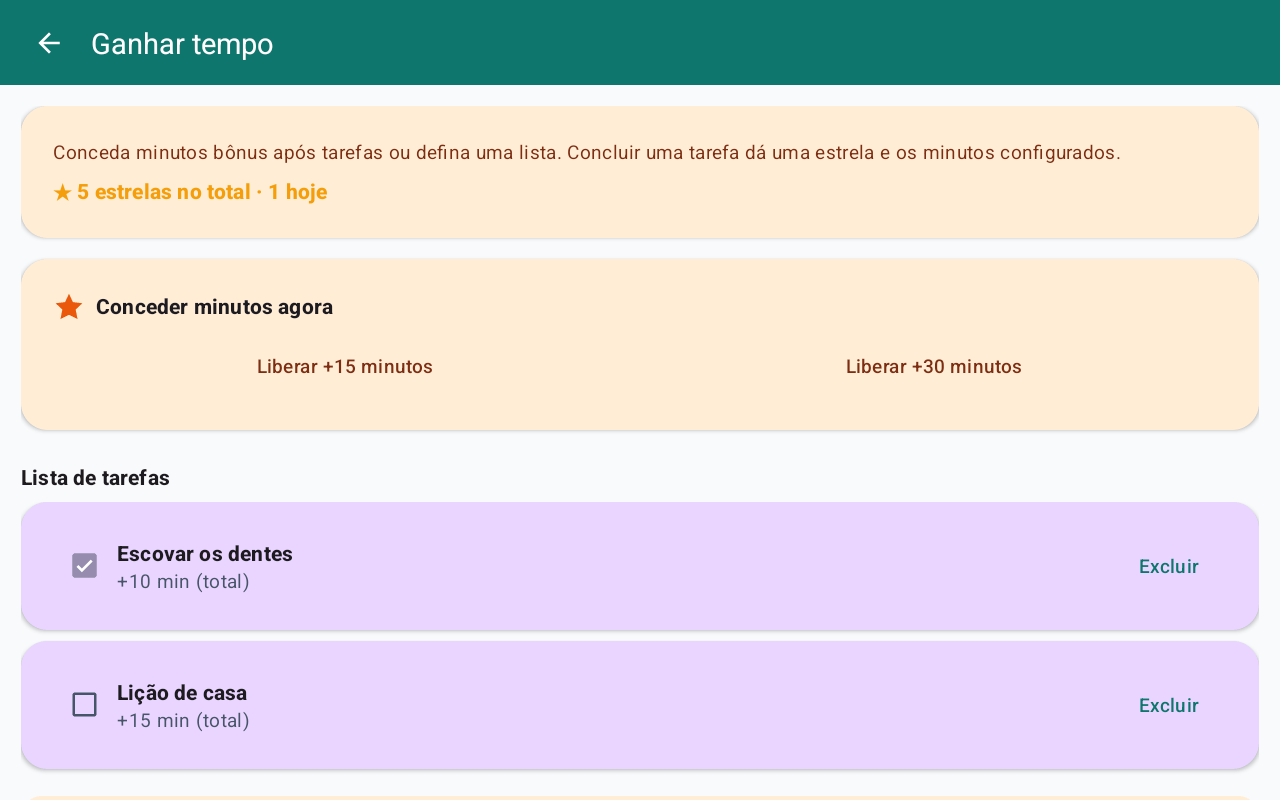 Ganhar tempo
Conceda minutos bônus após tarefas ou defina uma lista. Concluir uma tarefa dá uma estrela e os minutos configurados.
★ 5 estrelas no total · 1 hoje
Conceder minutos agora
Liberar +15 minutos
Liberar +30 minutos
Lista de tarefas
Escovar os dentes
+10 min (total)
Excluir
Lição de casa
+15 min (total)
Excluir